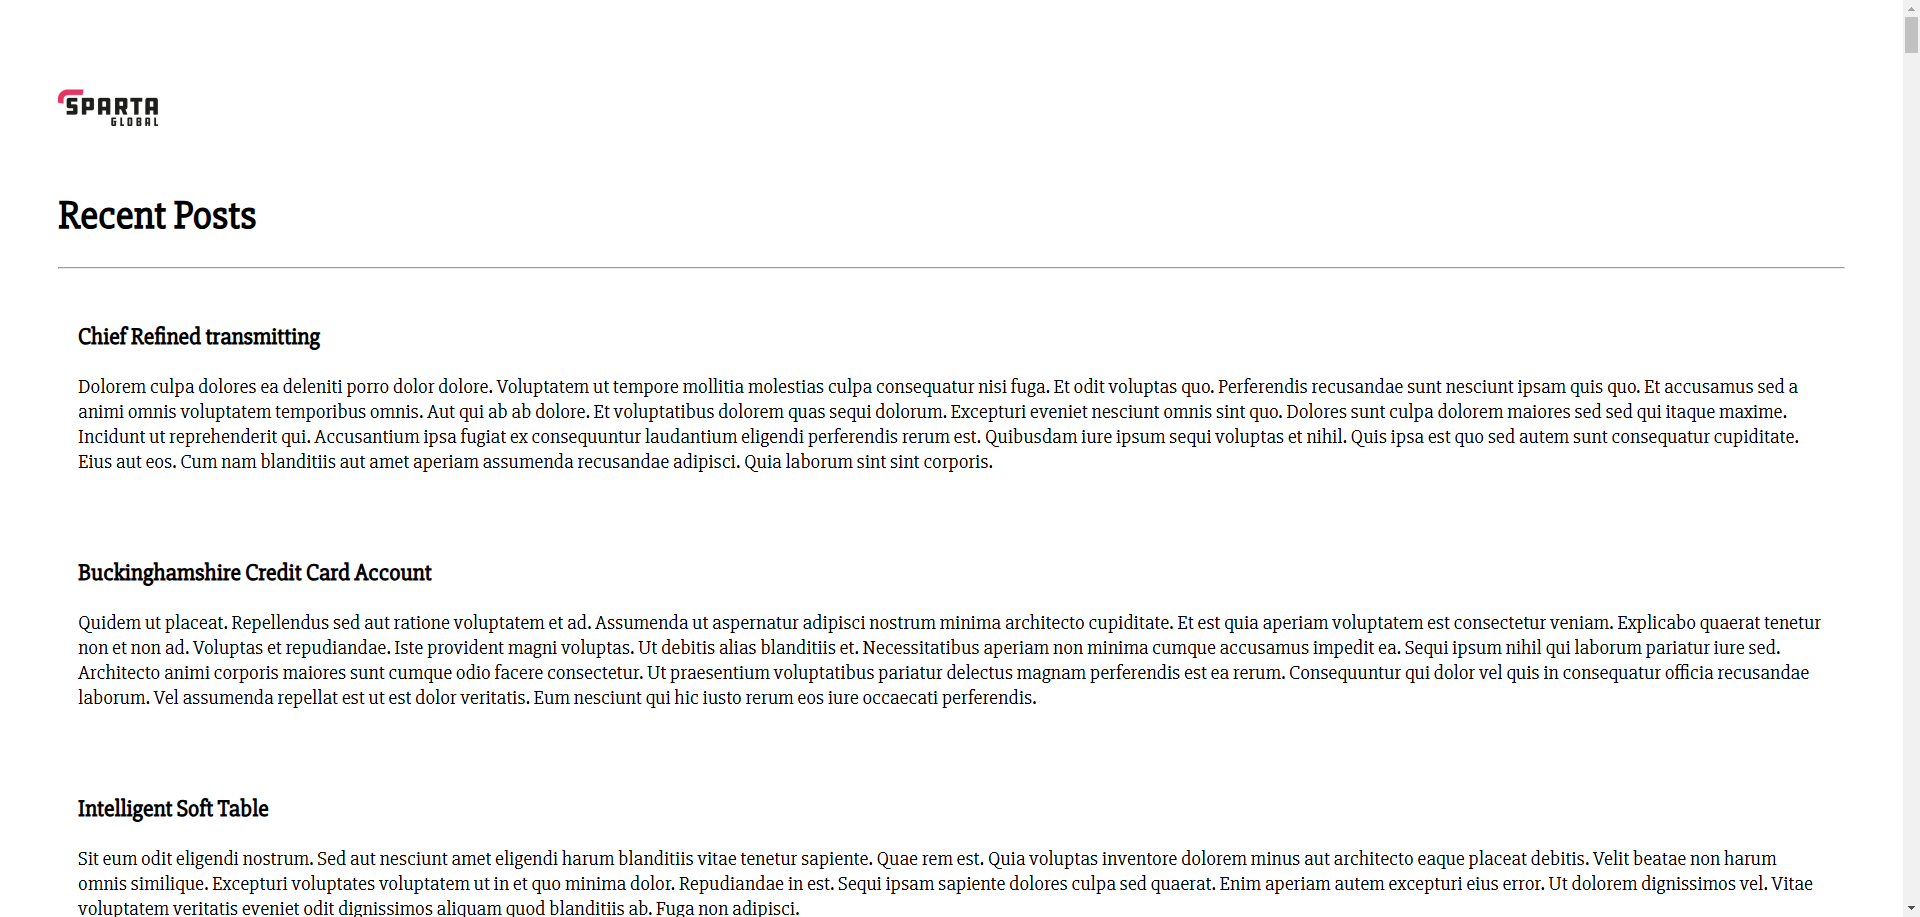 SPARTA
GLOBAL
Recent Posts
Chief Refined transmitting
Dolorem culpa dolores ea deleniti porro dolor dolore. Voluptatem ut tempore mollitia molestias culpa consequatur nisi fuga. Et odit voluptas quo. Perferendis recusandae sunt nesciunt ipsam quis quo. Et accusamus sed a
animi omnis voluptatem temporibus omnis. Aut qui ab ab dolore. Et voluptatibus dolorem quas sequi dolorum. Excepturi eveniet nesciunt omnis sint quo. Dolores sunt culpa dolorem maiores sed sed qui itaque maxime.
Incidunt ut reprehenderit qui. Accusantium ipsa fugiat ex consequuntur laudantium eligendi perferendis rerum est. Quibusdam iure ipsum sequi voluptas et nihil. Quis ipsa est quo sed autem sunt consequatur cupiditate.
Eius aut eos. Cum nam blanditiis aut amet aperiam assumenda recusandae adipisci. Quia laborum sint sint corporis.
Buckinghamshire Credit Card Account
Quidem ut placeat. Repellendus sed aut ratione voluptatem et ad. Assumenda ut aspernatur adipisci nostrum minima architecto cupiditate. Et est quia aperiam voluptatem est consectetur veniam. Explicabo quaerat tenetur
non et non ad. Voluptas et repudiandae. Iste provident magni voluptas. Ut debitis alias blanditiis et. Necessitatibus aperiam non minima cumque accusamus impedit ea. Sequi ipsum nihil qui laborum pariatur iure sed.
Architecto animi corporis maiores sunt cumque odio facere consectetur. Ut praesentium voluptatibus pariatur delectus magnam perferendis est ea rerum. Consequuntur qui dolor vel quis in consequatur officia recusandae
laborum. Vel assumenda repellat est ut est dolor veritatis. Eum nesciunt qui hic iusto rerum eos iure occaecati perferendis.
Intelligent Soft Table
Sit eum odit eligendi nostrum. Sed aut nesciunt amet eligendi harum blanditiis vitae tenetur sapiente. Quae rem est. Quia voluptas inventore dolorem minus aut architecto eaque placeat debitis. Velit beatae non harum
omnis similique. Excepturi voluptates voluptatem ut in et quo minima dolor. Repudiandae in est. Sequi ipsam sapiente dolores culpa sed quaerat. Enim aperiam autem excepturi eius error. Ut dolorem dignissimos vel. Vitae
voluptatem veritatis eveniet odit dignissimos aliquam quod blanditiis ab. Fuga non adipisci.